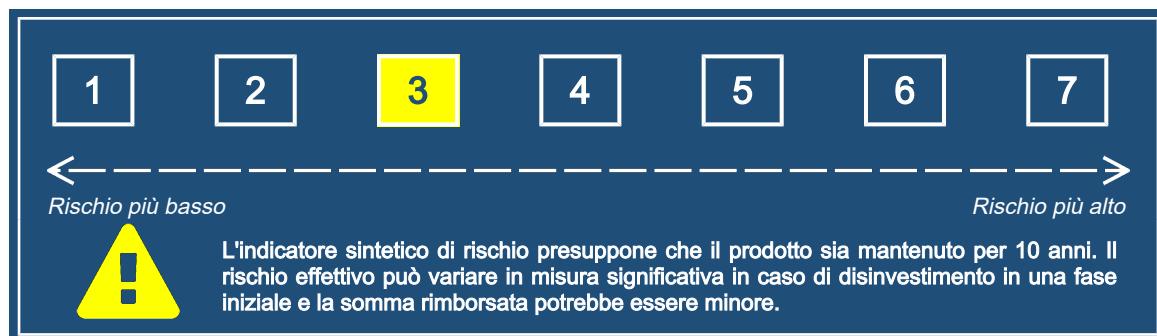 1 2 3 4 5 6 7
Rischio più basso Rischio più alto
L'indicatore sintetico di rischio presuppone che il prodotto sia mantenuto per 10 anni. Il
rischio effettivo può variare in misura significativa in caso di disinvestimento in una fase
iniziale e la somma rimborsata potrebbe essere minore.